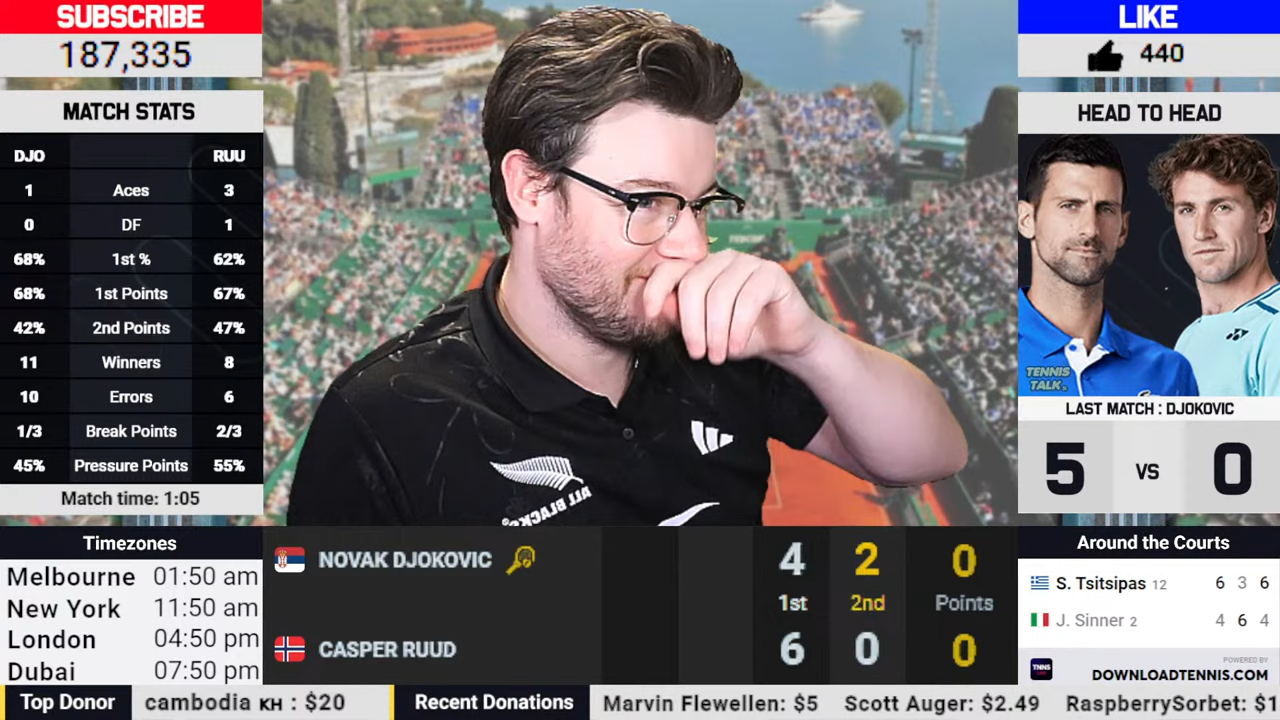 SUBSCRIBE
187,335
MATCH STATS
DJO RUU
1 Aces 3
0 DF 1
68% 1st % 62%
68% 1st Points 67%
42% 2nd Points 47%
11 Winners 8
10 Errors 6
1/3 Break Points 2/3
45% Pressure Points 55%
Match time: 1:05
Timezones
Melbourne 01:50 am
New York 11:50 am
London 04:50 pm
Dubai 07:50 pm
ALL BLACKS
NOVAK DJOKOVIC 4 2 0
1st 2nd Points
CASPER RUUD 6 0 0
LIKE
440
HEAD TO HEAD
TENNIS
TALK.
LAST MATCH : DJOKOVIC
5 VS 0
Around the Courts
S. Tsitsipas 12 6 3 6
J. Sinner 2 4 6 4
POWERED BY
TNNS
DOWNLOADTENNIS.COM
Top Donor cambodia KH : $20 Recent Donations Marvin Flewellen: $5 Scott Auger: $2.49 RaspberrySorbet: $1